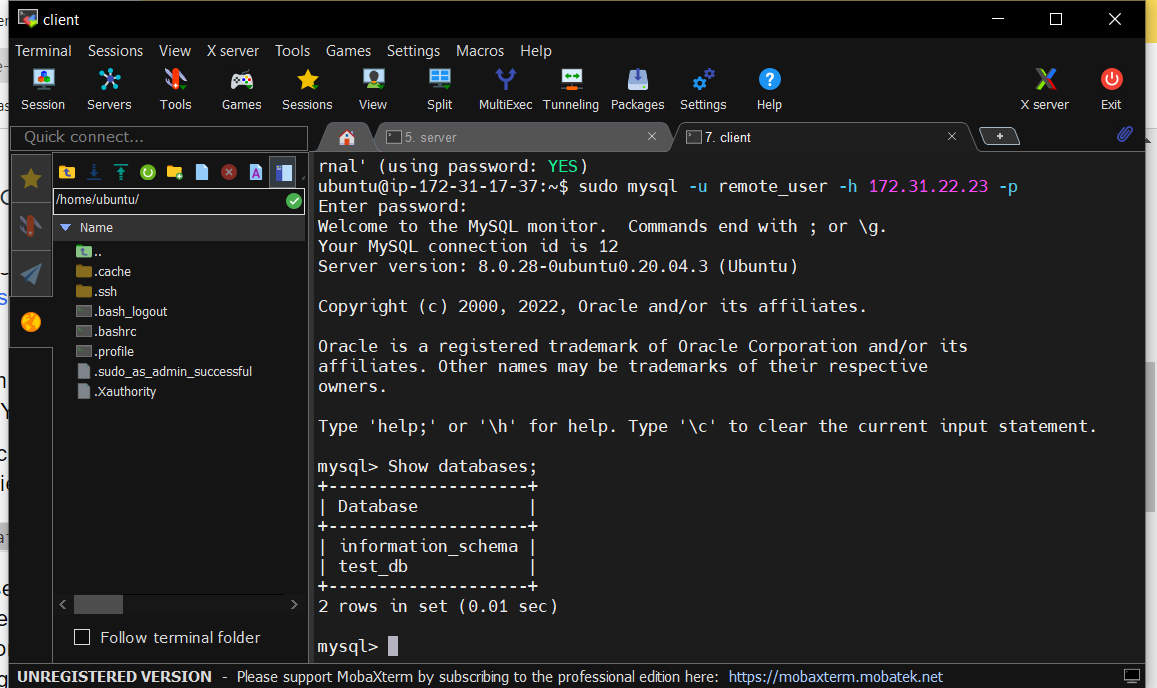 client
Terminal Sessions View X server Tools Games Settings Macros Help
Session Servers Tools Games Sessions View Split MultiExec Tunneling Packages Settings Help X server Exit
Quick connect...
5. server
7. client
/home/ubuntu/
Name
..
.cache
.ssh
.bash_logout
.bashrc
.profile
.sudo_as_admin_successful
.Xauthority
Follow terminal folder
rnal' (using password: YES)
ubuntu@ip-172-31-17-37:~$ sudo mysql -u remote_user -h 172.31.22.23 -p
Enter password:
Welcome to the MySQL monitor.  Commands end with ; or \g.
Your MySQL connection id is 12
Server version: 8.0.28-0ubuntu0.20.04.3 (Ubuntu)
Copyright (c) 2000, 2022, Oracle and/or its affiliates.
Oracle is a registered trademark of Oracle Corporation and/or its
affiliates. Other names may be trademarks of their respective
owners.
Type 'help;' or '\h' for help. Type '\c' to clear the current input statement.
mysql> Show databases;
+--------------------+
| Database           |
+--------------------+
| information_schema |
| test_db            |
+--------------------+
2 rows in set (0.01 sec)
mysql>
UNREGISTERED VERSION - Please support MobaXterm by subscribing to the professional edition here: https://mobaxterm.mobatek.net